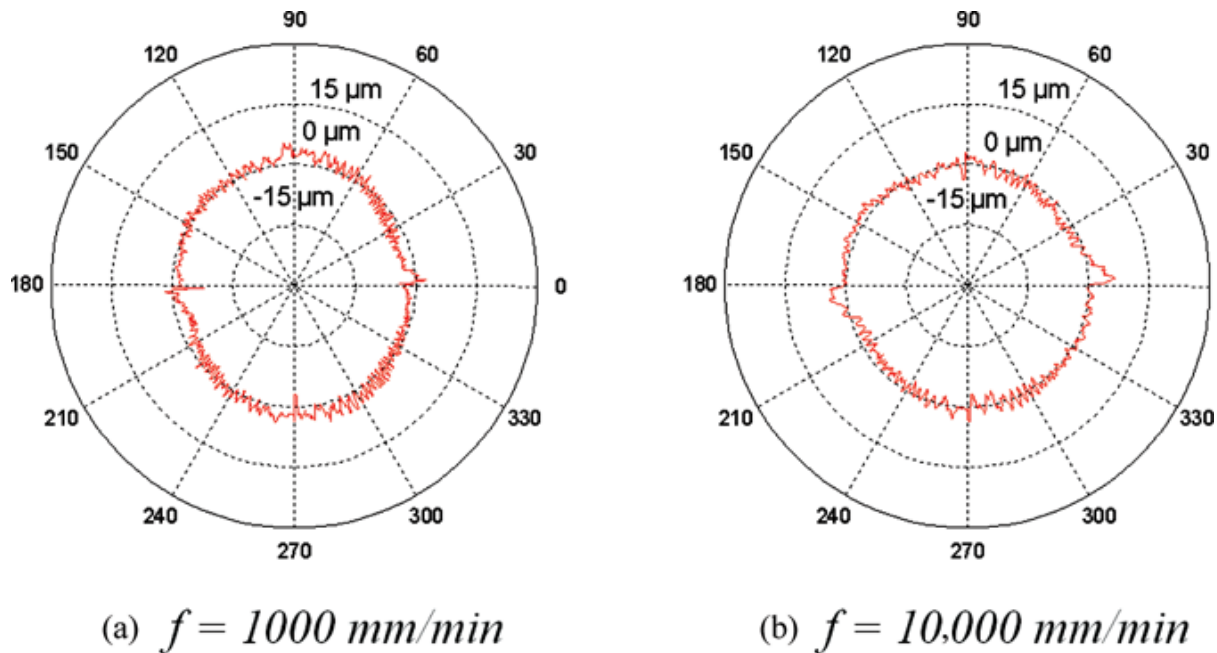 90 90
120 60 120 60
15 µm 15 µm
0 µm 0 µm
150 30 150 30
-15 µm -15 µm
180 0 180 0
210 330 210 330
240 300 240 300
270 270
(a) f = 1000 mm/min (b) f = 10,000 mm/min